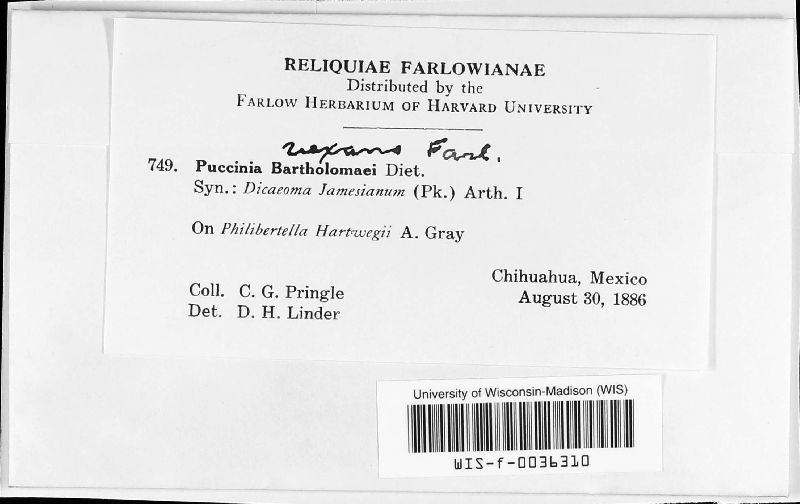 RELIQUIAE FARLOWIANAE
Distributed by the
FARLOW HERBARIUM OF HARVARD UNIVERSITY
vexans Farl.
749. Puccinia Bartholomaei Diet.
Syn.: Dicaeoma Jamesianum (Pk.) Arth. I
On Philibertella Hartwegii A. Gray
Chihuahua, Mexico
August 30, 1886
Coll. C. G. Pringle
Det. D. H. Linder
University of Wisconsin-Madison (WIS)
WIS-f-0036310